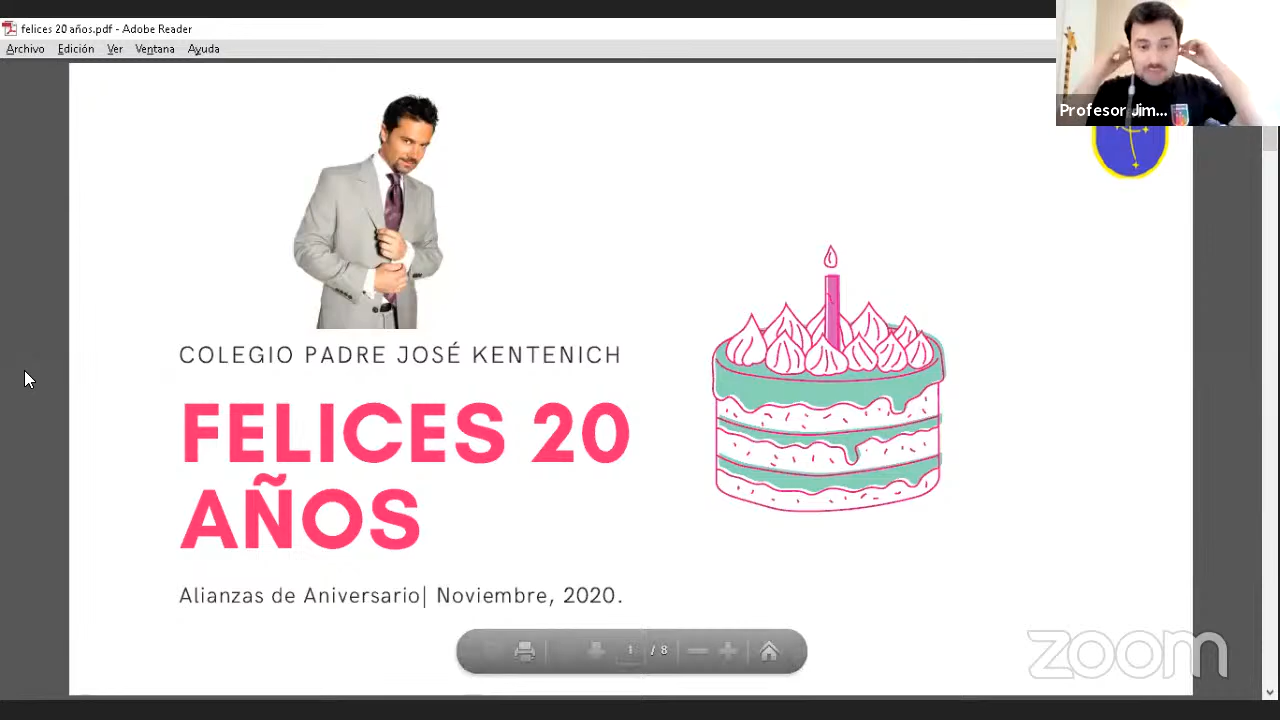 felices 20 años.pdf - Adobe Reader
Archivo Edición Ver Ventana Ayuda
Profesor Jim...
COLEGIO PADRE JOSÉ KENTENICH
FELICES 20
AÑOS
Alianzas de Aniversario| Noviembre, 2020.
1 / 8
zoom